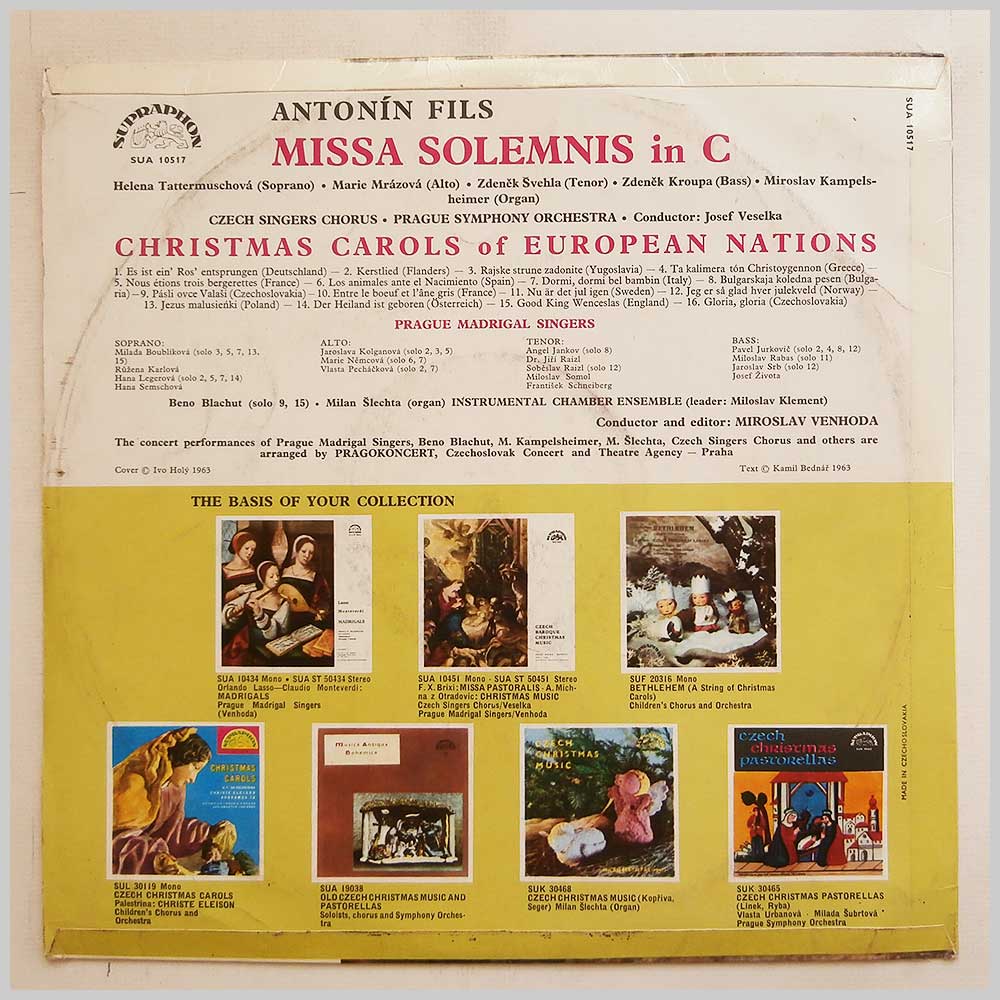 SUPRAPHON
SUA 10517
SUA 10517
ANTONÍN FILS
MISSA SOLEMNIS in C
Helena Tattermuschová (Soprano) • Marie Mrázová (Alto) • Zdeněk Švehla (Tenor) • Zdeněk Kroupa (Bass) • Miroslav Kampels-
heimer (Organ)
CZECH SINGERS CHORUS • PRAGUE SYMPHONY ORCHESTRA • Conductor: Josef Veselka
CHRISTMAS CAROLS of EUROPEAN NATIONS
1. Es ist ein' Ros' entsprungen (Deutschland) — 2. Kerstlied (Flanders) — 3. Rajske strune zadonite (Yugoslavia) — 4. Ta kalimera tón Christoygennon (Greece) —
5. Nous étions trois bergerettes (France) — 6. Los animales ante el Nacimiento (Spain) — 7. Dormi, dormi bel bambin (Italy) — 8. Bulgarskaja koledna pesen (Bulga-
ria) — 9. Pásli ovce Valaši (Czechoslovakia) — 10. Entre le boeuf et l'âne gris (France) — 11. Nu är det jul igen (Sweden) — 12. Jeg er så glad hver julekveld (Norway) —
13. Jezus malusieńki (Poland) — 14. Der Heiland ist geboren (Österreich) — 15. Good King Wenceslas (England) — 16. Gloria, gloria (Czechoslovakia)
PRAGUE MADRIGAL SINGERS
SOPRANO:
Milada Boublíková (solo 3, 5, 7, 13,
15)
Růžena Karlová
Hana Legerová (solo 2, 5, 7, 14)
Hana Semschová
ALTO:
Jaroslava Kolganová (solo 2, 3, 5)
Marie Němcová (solo 6, 7)
Vlasta Pecháčková (solo 2, 7)
TENOR:
Angel Jankov (solo 8)
Dr. Jiří Raizl
Soběslav Raizl (solo 12)
Miloslav Somol
František Schneiberg
BASS:
Pavel Jurkovič (solo 2, 4, 8, 12)
Miloslav Rabas (solo 11)
Jaroslav Srb (solo 12)
Josef Života
Beno Blachut (solo 9, 15) • Milan Šlechta (organ) INSTRUMENTAL CHAMBER ENSEMBLE (leader: Miloslav Klement)
Conductor and editor: MIROSLAV VENHODA
The concert performances of Prague Madrigal Singers, Beno Blachut, M. Kampelsheimer, M. Šlechta, Czech Singers Chorus and others are
arranged by PRAGOKONCERT, Czechoslovak Concert and Theatre Agency — Praha
Cover © Ivo Holý 1963
Text © Kamil Bednář 1963
THE BASIS OF YOUR COLLECTION
Lasso
Monteverdi
MADRIGALS
CZECH
BAROQUE
CHRISTMAS
MUSIC
BETHLEHEM
SUA 10434 Mono • SUA ST 50434 Stereo
Orlando Lasso—Claudio Monteverdi:
MADRIGALS
Prague Madrigal Singers
(Venhoda)
SUA 10451 Mono - SUA ST 50451 Stereo
F. X. Brixi: MISSA PASTORALIS - A. Mich-
na z Otradovic: CHRISTMAS MUSIC
Czech Singers Chorus/Veselka
Prague Madrigal Singers/Venhoda
SUF 20316 Mono
BETHLEHEM (A String of Christmas
Carols)
Children's Chorus and Orchestra
SUPRAPHON
CHRISTMAS
CAROLS
CHRISTE ELEISON
Musica Antiqua
Bohemica
CZECH
CHRISTMAS
MUSIC
czech
christmas
pastorellas
SUPRAPHON
SUL 30119 Mono
CZECH CHRISTMAS CAROLS
Palestrina: CHRISTE ELEISON
Children's Chorus and
Orchestra
SUA 19038
OLD CZECH CHRISTMAS MUSIC AND
PASTORELLAS
Soloists, chorus and Symphony Orches-
tra
SUK 30468
CZECH CHRISTMAS MUSIC (Kopřiva,
Seger) Milan Šlechta (Organ)
SUK 30465
CZECH CHRISTMAS PASTORELLAS
(Linek, Ryba)
Vlasta Urbanová - Milada Šubrtová
Prague Symphony Orchestra
MADE IN CZECHOSLOVAKIA